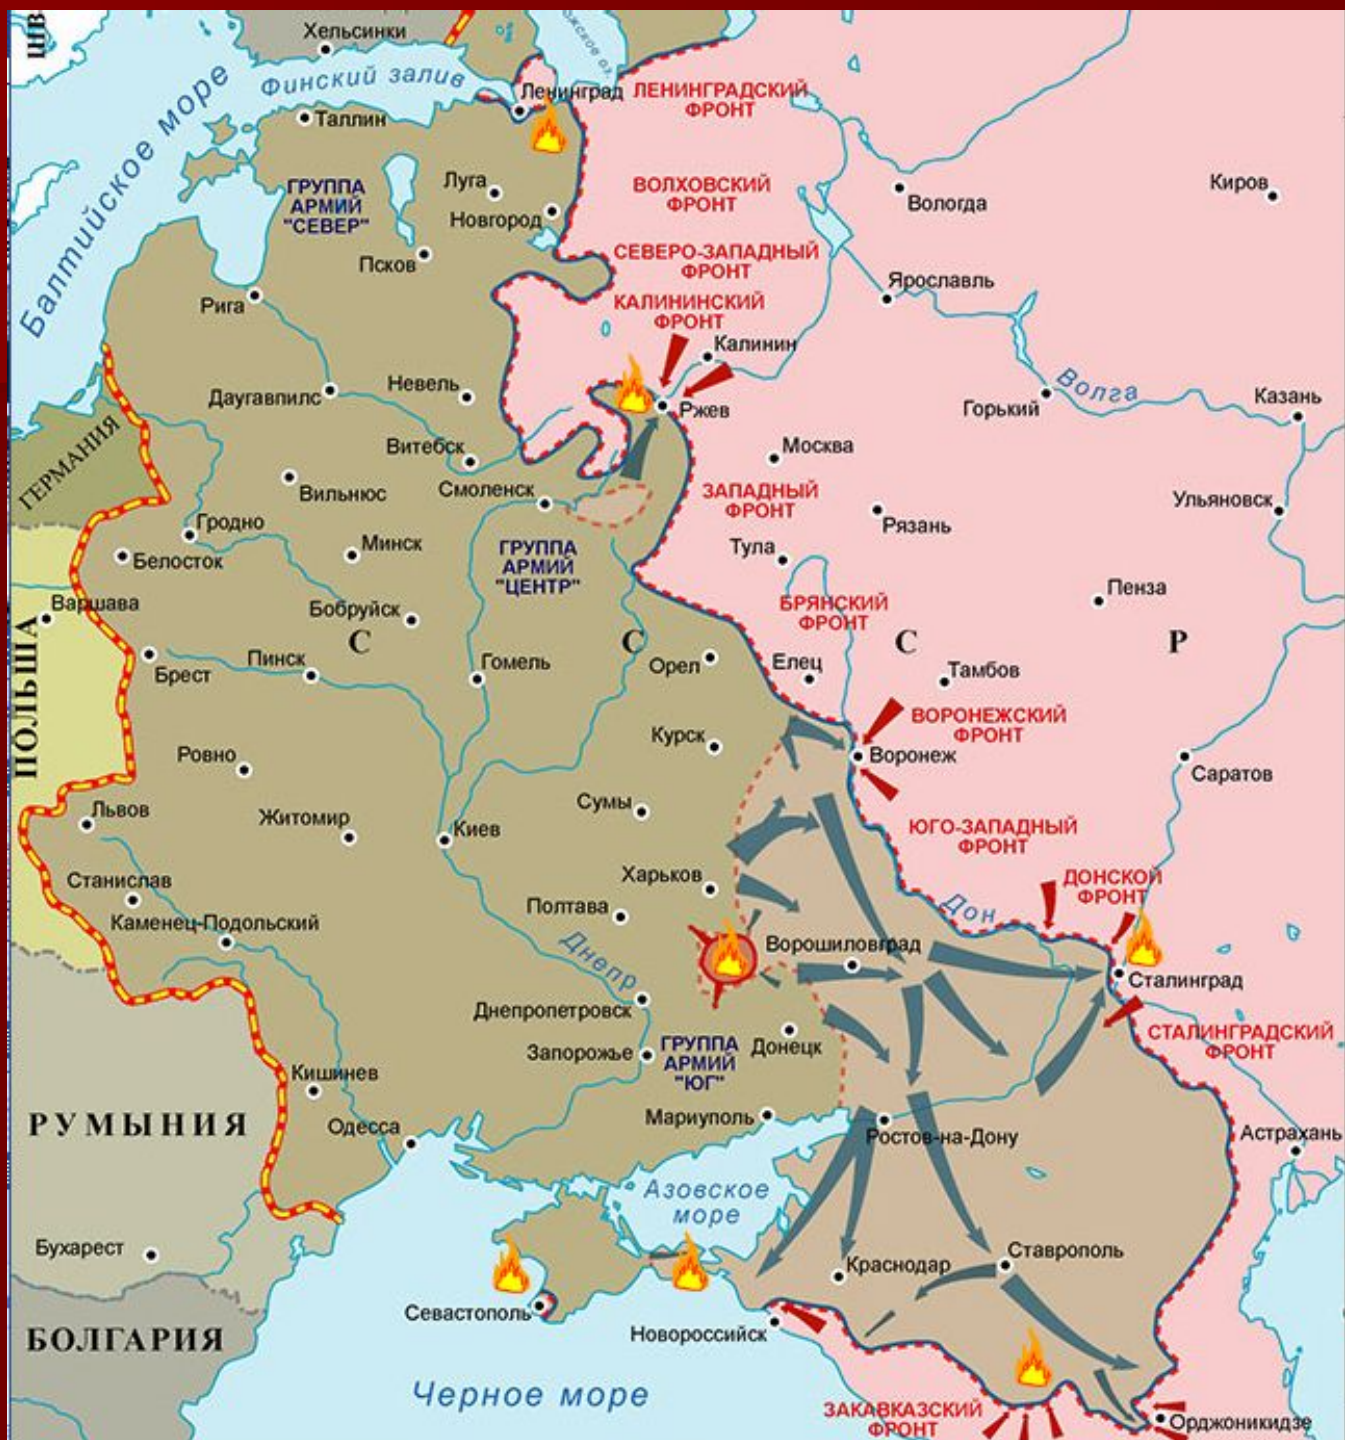 ШВ
Хельсинки
Финский залив
Балтийское море
Ленинград
ЛЕНИНГРАДСКИЙ
ФРОНТ
Таллин
ГРУППА
АРМИЙ
"СЕВЕР"
Луга
Новгород
ВОЛХОВСКИЙ
ФРОНТ
Вологда
Киров
Псков
СЕВЕРО-ЗАПАДНЫЙ
ФРОНТ
Рига
КАЛИНИНСКИЙ
ФРОНТ
Ярославль
Калинин
Даугавпилс
Невель
Ржев
Горький
Волга
Казань
ГЕРМАНИЯ
Витебск
Москва
Вильнюс
Смоленск
ЗАПАДНЫЙ
ФРОНТ
Ульяновск
Гродно
Рязань
Белосток
Минск
ГРУППА
АРМИЙ
"ЦЕНТР"
Тула
Пенза
Варшава
Бобруйск
БРЯНСКИЙ
ФРОНТ
ПОЛЬША
С С С Р
Брест
Пинск
Гомель
Орел
Елец
Тамбов
ВОРОНЕЖСКИЙ
ФРОНТ
Ровно
Курск
Воронеж
Саратов
Львов
Житомир
Киев
Сумы
ЮГО-ЗАПАДНЫЙ
ФРОНТ
Станислав
Харьков
ДОНСКОЙ
ФРОНТ
Каменец-Подольский
Полтава
Дон
Днепр
Ворошиловград
Сталинград
Днепропетровск
СТАЛИНГРАДСКИЙ
ФРОНТ
Запорожье
ГРУППА
АРМИЙ
"ЮГ"
Донецк
Кишинев
РУМЫНИЯ
Одесса
Мариуполь
Ростов-на-Дону
Астрахань
Азовское
море
Бухарест
Ставрополь
Краснодар
Севастополь
БОЛГАРИЯ
Новороссийск
Черное море
ЗАКАВКАЗСКИЙ
ФРОНТ
Орджоникидзе